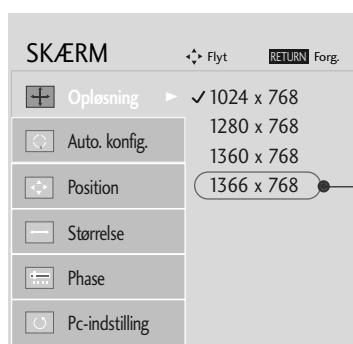 SKÆRM Flyt RETURN Forg.
Opløsning ✓ 1024 x 768
1280 x 768
Auto. konfig.
1360 x 768
Position 1366 x 768
Størrelse
Phase
Pc-indstilling